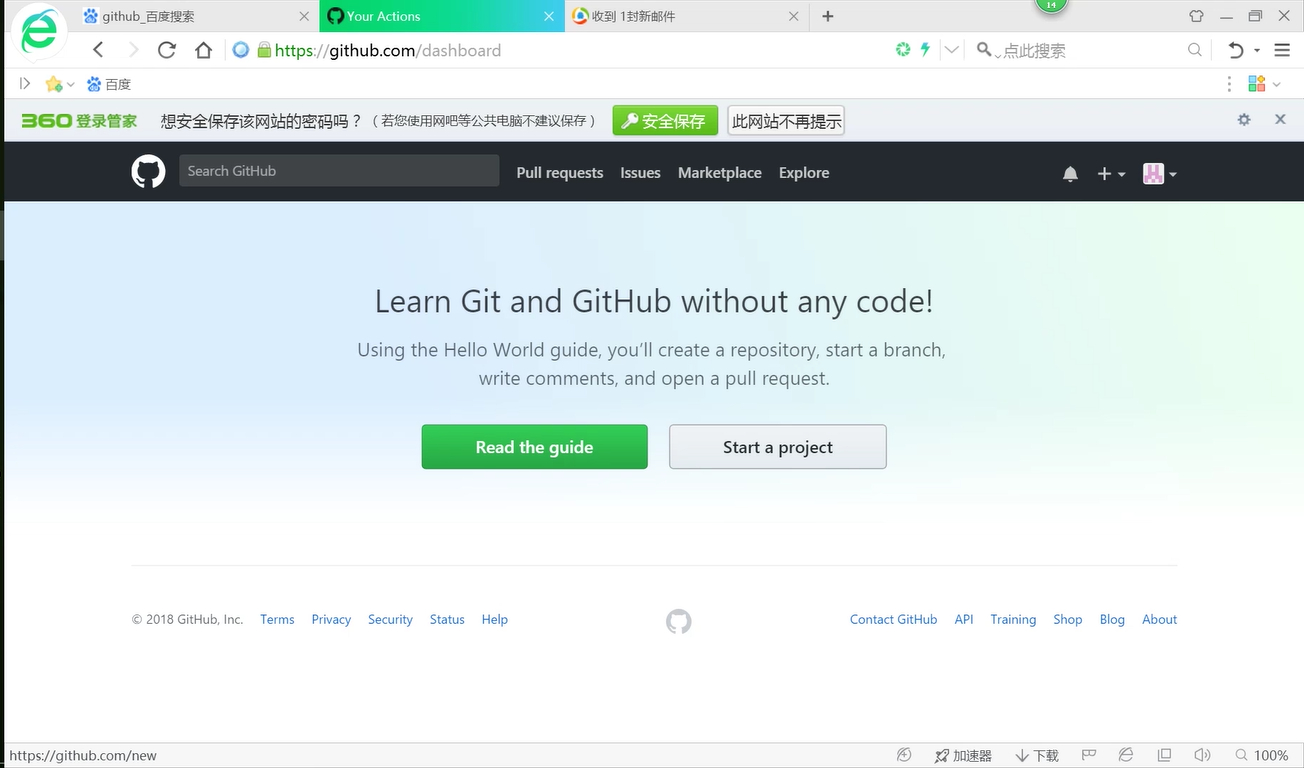 github_百度搜索
Your Actions
收到 1封新邮件
14
https://github.com/dashboard
点此搜索
百度
360登录管家 想安全保存该网站的密码吗？（若您使用网吧等公共电脑不建议保存） 安全保存 此网站不再提示
Search GitHub Pull requests Issues Marketplace Explore
Learn Git and GitHub without any code!
Using the Hello World guide, you’ll create a repository, start a branch,
write comments, and open a pull request.
Read the guide Start a project
© 2018 GitHub, Inc. Terms Privacy Security Status Help Contact GitHub API Training Shop Blog About
https://github.com/new 加速器 下载 100%